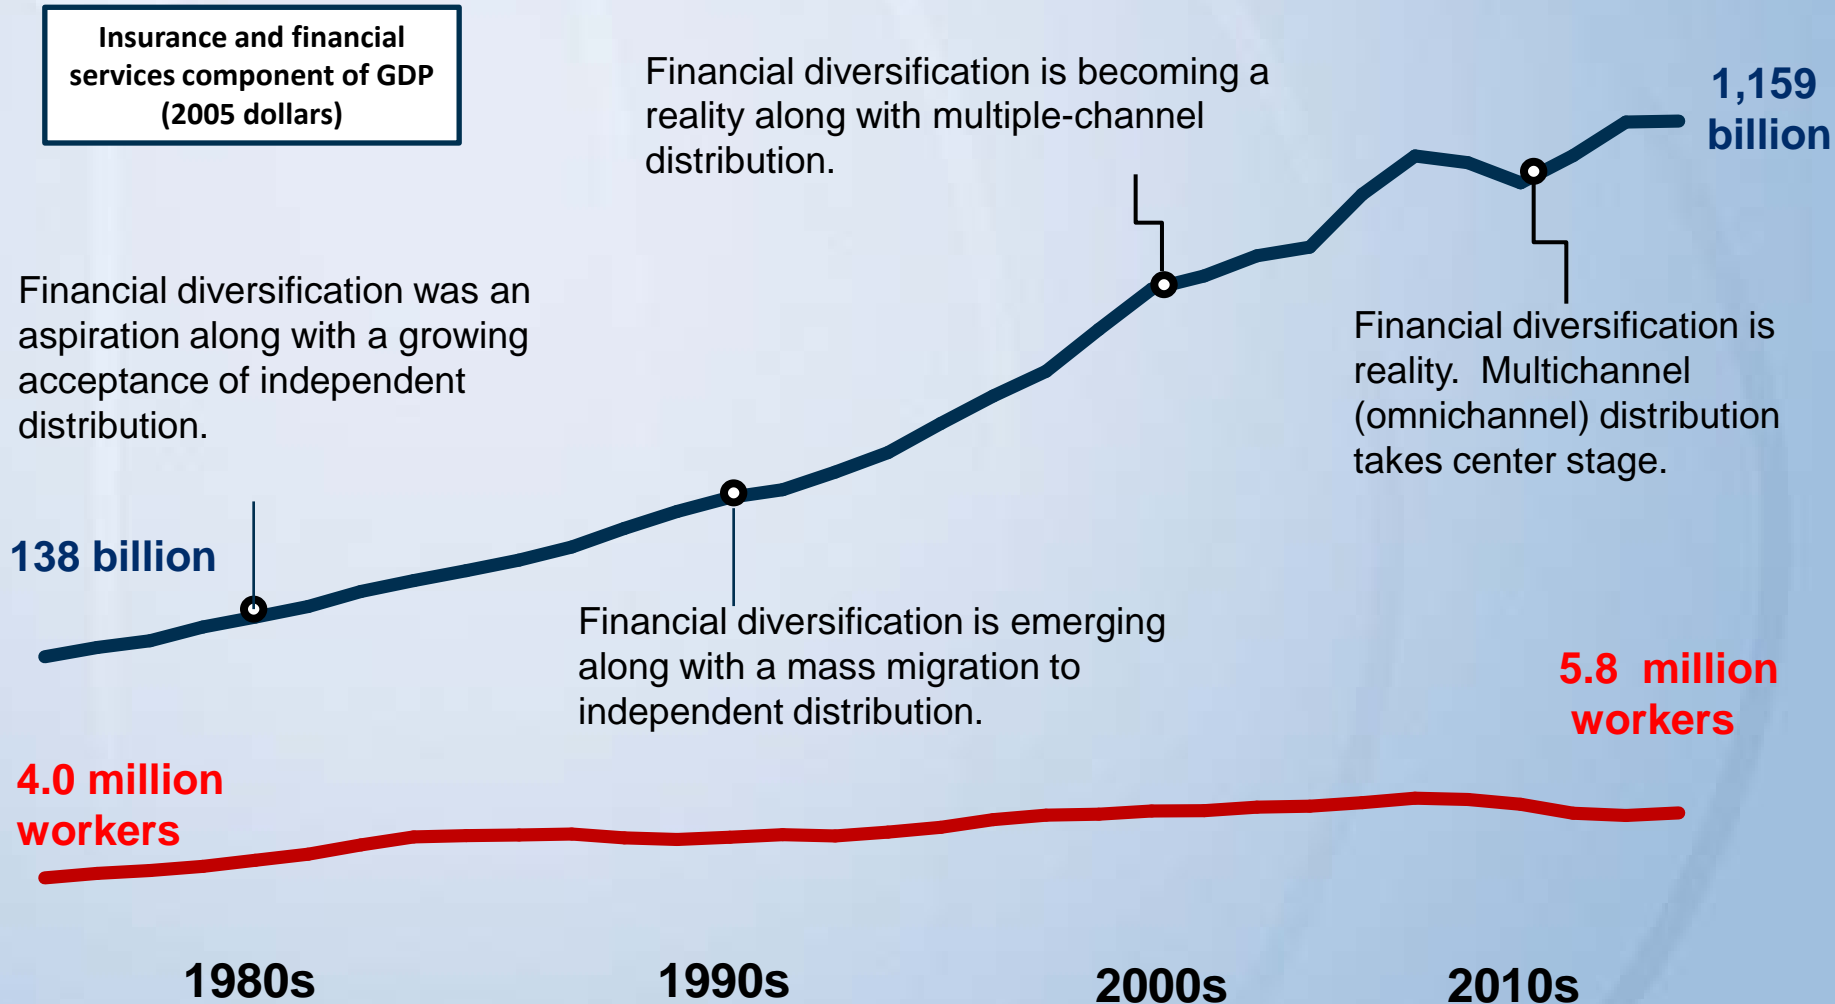 Insurance and financial
services component of GDP
(2005 dollars)
Financial diversification is becoming a
reality along with multiple-channel
distribution.
1,159
billion
Financial diversification was an
aspiration along with a growing
acceptance of independent
distribution.
Financial diversification is
reality.  Multichannel
(omnichannel) distribution
takes center stage.
138 billion
Financial diversification is emerging
along with a mass migration to
independent distribution.
5.8  million
workers
4.0 million
workers
1980s
1990s
2000s
2010s